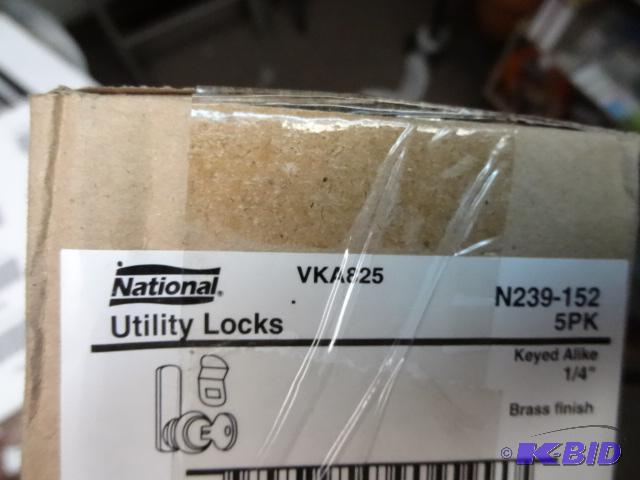 National
VKA825
N239-152
Utility Locks
5PK
Keyed Alike
1/4"
Brass finish
© K-BID